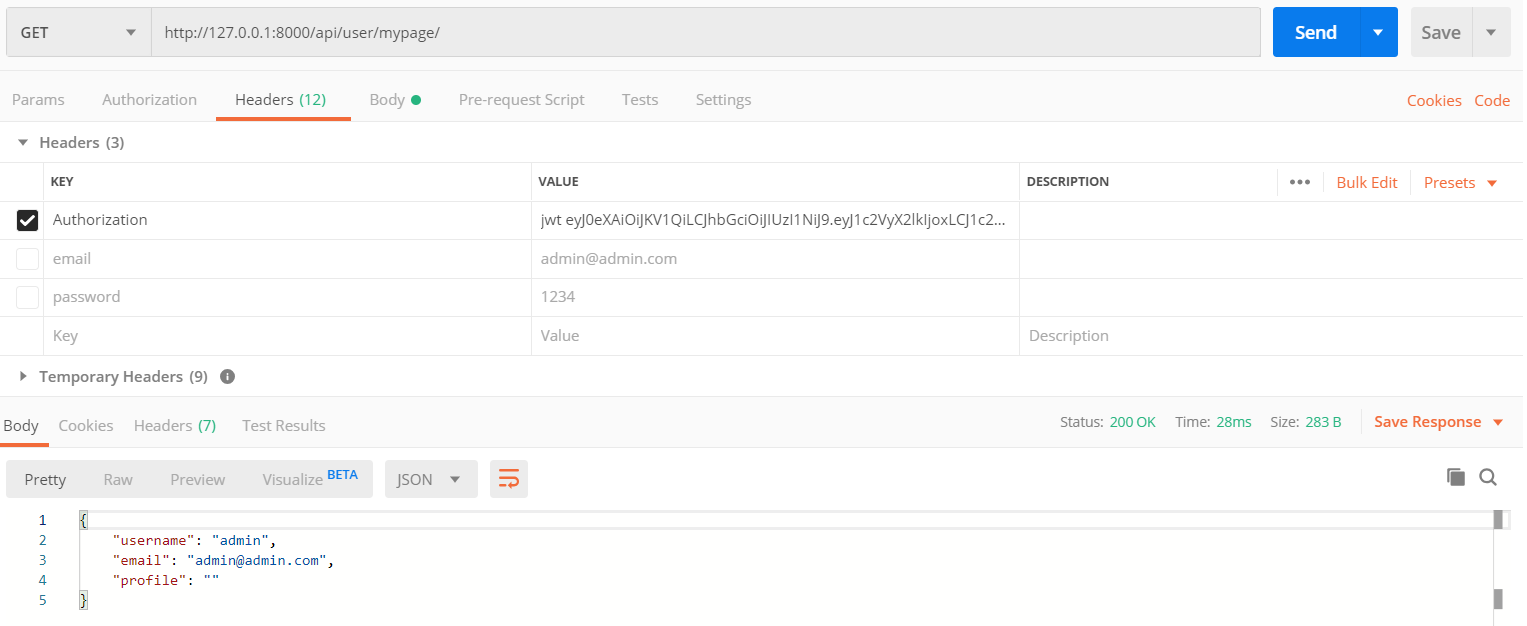 GET http://127.0.0.1:8000/api/user/mypage/ Send Save
Params Authorization Headers (12) Body Pre-request Script Tests Settings Cookies Code
Headers (3)
KEY VALUE DESCRIPTION ••• Bulk Edit Presets
Authorization jwt eyJ0eXAiOiJKV1QiLCJhbGciOiJIUzI1NiJ9.eyJ1c2VyX2lkIjoxLCJ1c2...
email admin@admin.com
password 1234
Key Value Description
Temporary Headers (9)
Body Cookies Headers (7) Test Results Status: 200 OK Time: 28ms Size: 283 B Save Response
Pretty Raw Preview Visualize BETA JSON
1 {
2 "username": "admin",
3 "email": "admin@admin.com",
4 "profile": ""
5 }